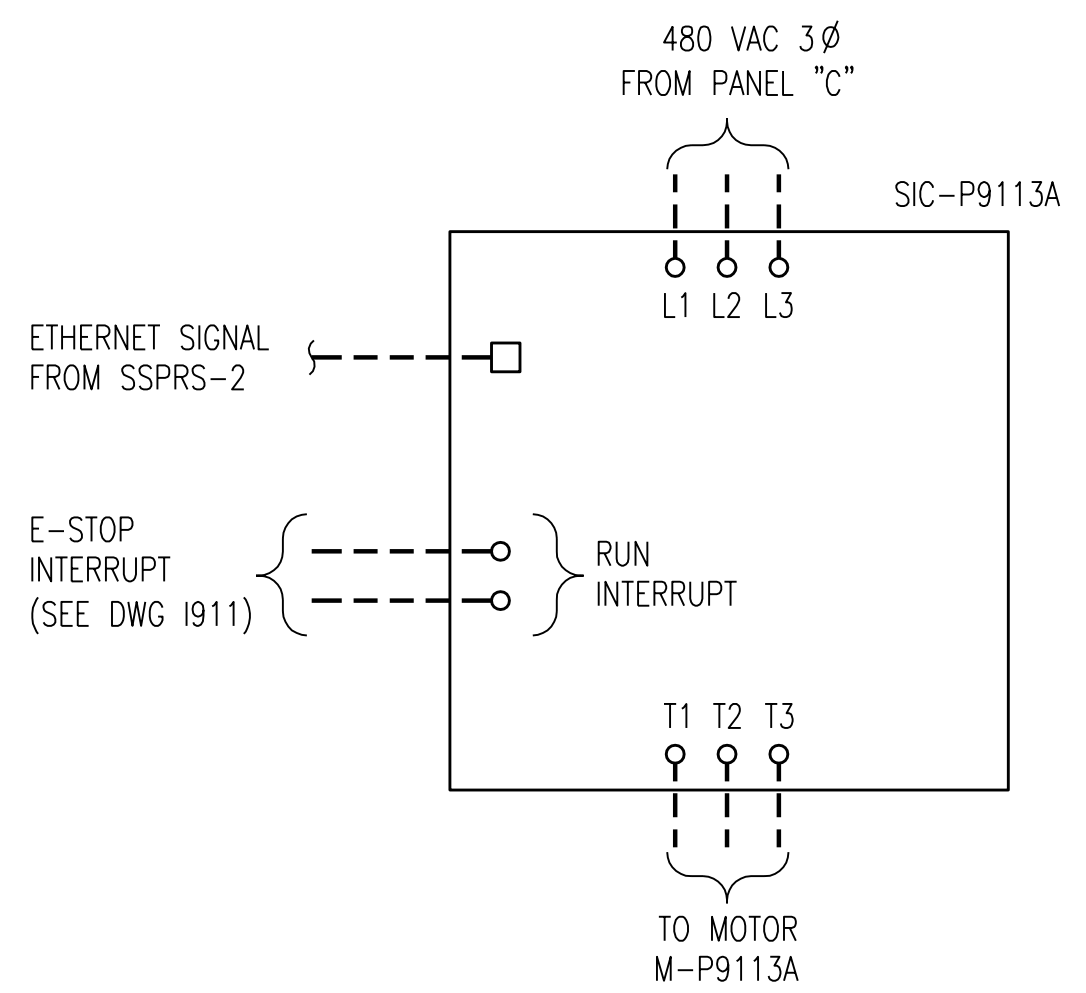 480 VAC 3Ø
FROM PANEL "C"
SIC-P9113A
L1 L2 L3
ETHERNET SIGNAL
FROM SSPRS-2
E-STOP
INTERRUPT
(SEE DWG I911)
RUN
INTERRUPT
T1 T2 T3
TO MOTOR
M-P9113A